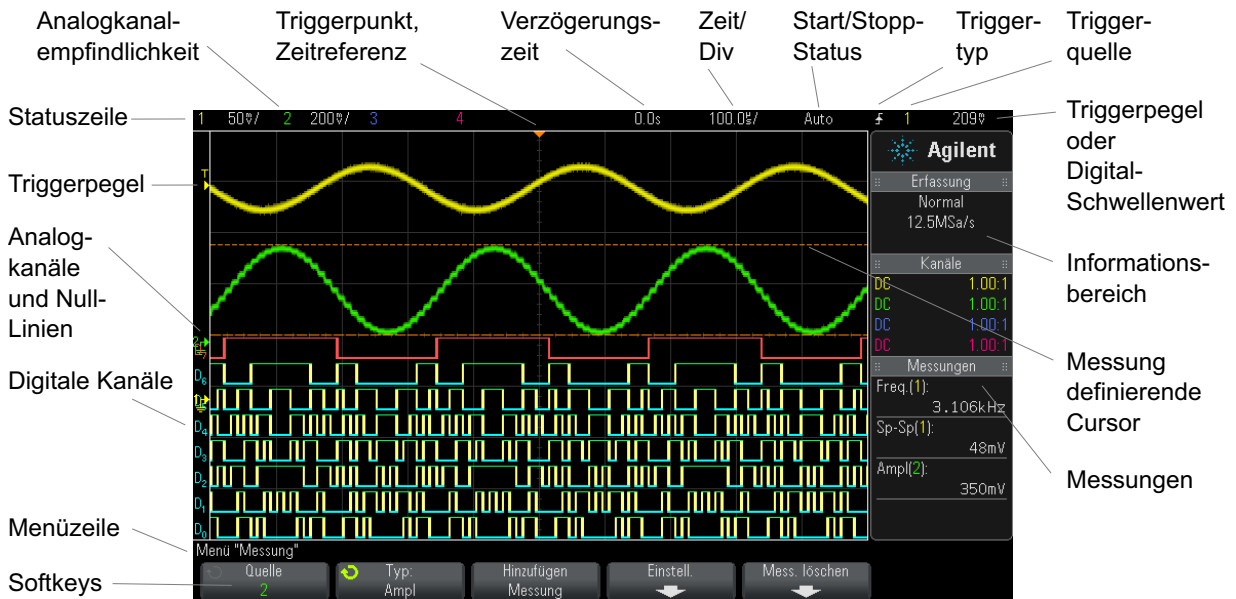 Analogkanal-
empfindlichkeit
Triggerpunkt,
Zeitreferenz
Verzögerungs-
zeit
Zeit/
Div
Start/Stopp-
Status
Trigger-
typ
Trigger-
quelle
Statuszeile
Triggerpegel
Analog-
kanäle
und Null-
Linien
Digitale Kanäle
Menüzeile
Softkeys
1 50mV/ 2 200mV/ 3 4 0.0s 100.0us/ Auto 1 209mV
T
D6
D4
D3
D2
D1
D0
Agilent
Erfassung
Normal
12.5MSa/s
Kanäle
DC 1.00:1
DC 1.00:1
DC 1.00:1
DC 1.00:1
Messungen
Freq.(1):
3.106kHz
Sp-Sp(1):
48mV
Ampl(2):
350mV
Menü "Messung"
Quelle
2
Typ:
Ampl
Hinzufügen
Messung
Einstell.
Mess. löschen
Triggerpegel
oder
Digital-
Schwellenwert
Informations-
bereich
Messung
definierende
Cursor
Messungen